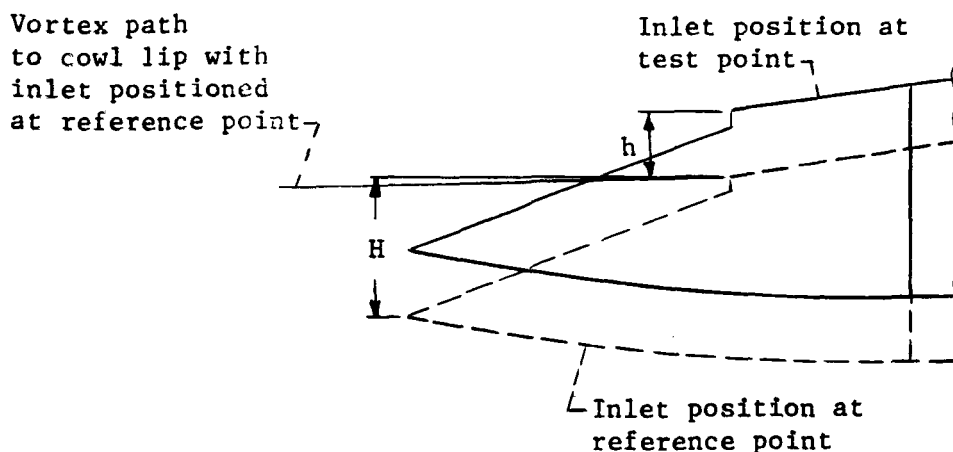 Vortex path
to cowl lip with
inlet positioned
at reference point
Inlet position at
test point
h
H
Inlet position at
reference point